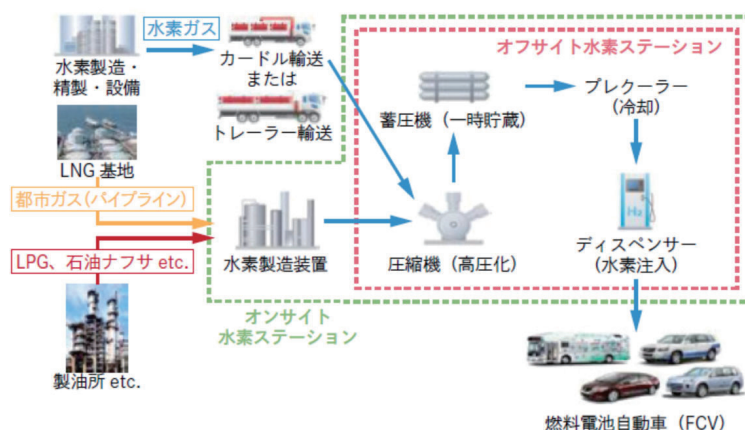 水素ガス
水素製造・
精製・設備
カードル輸送
または
トレーラー輸送
オフサイト水素ステーション
蓄圧機（一時貯蔵）
プレクーラー
（冷却）
LNG 基地
都市ガス（パイプライン）
LPG、石油ナフサ etc.
水素製造装置
圧縮機（高圧化）
H2
ディスペンサー
（水素注入）
オンサイト
水素ステーション
製油所 etc.
燃料電池自動車（FCV）